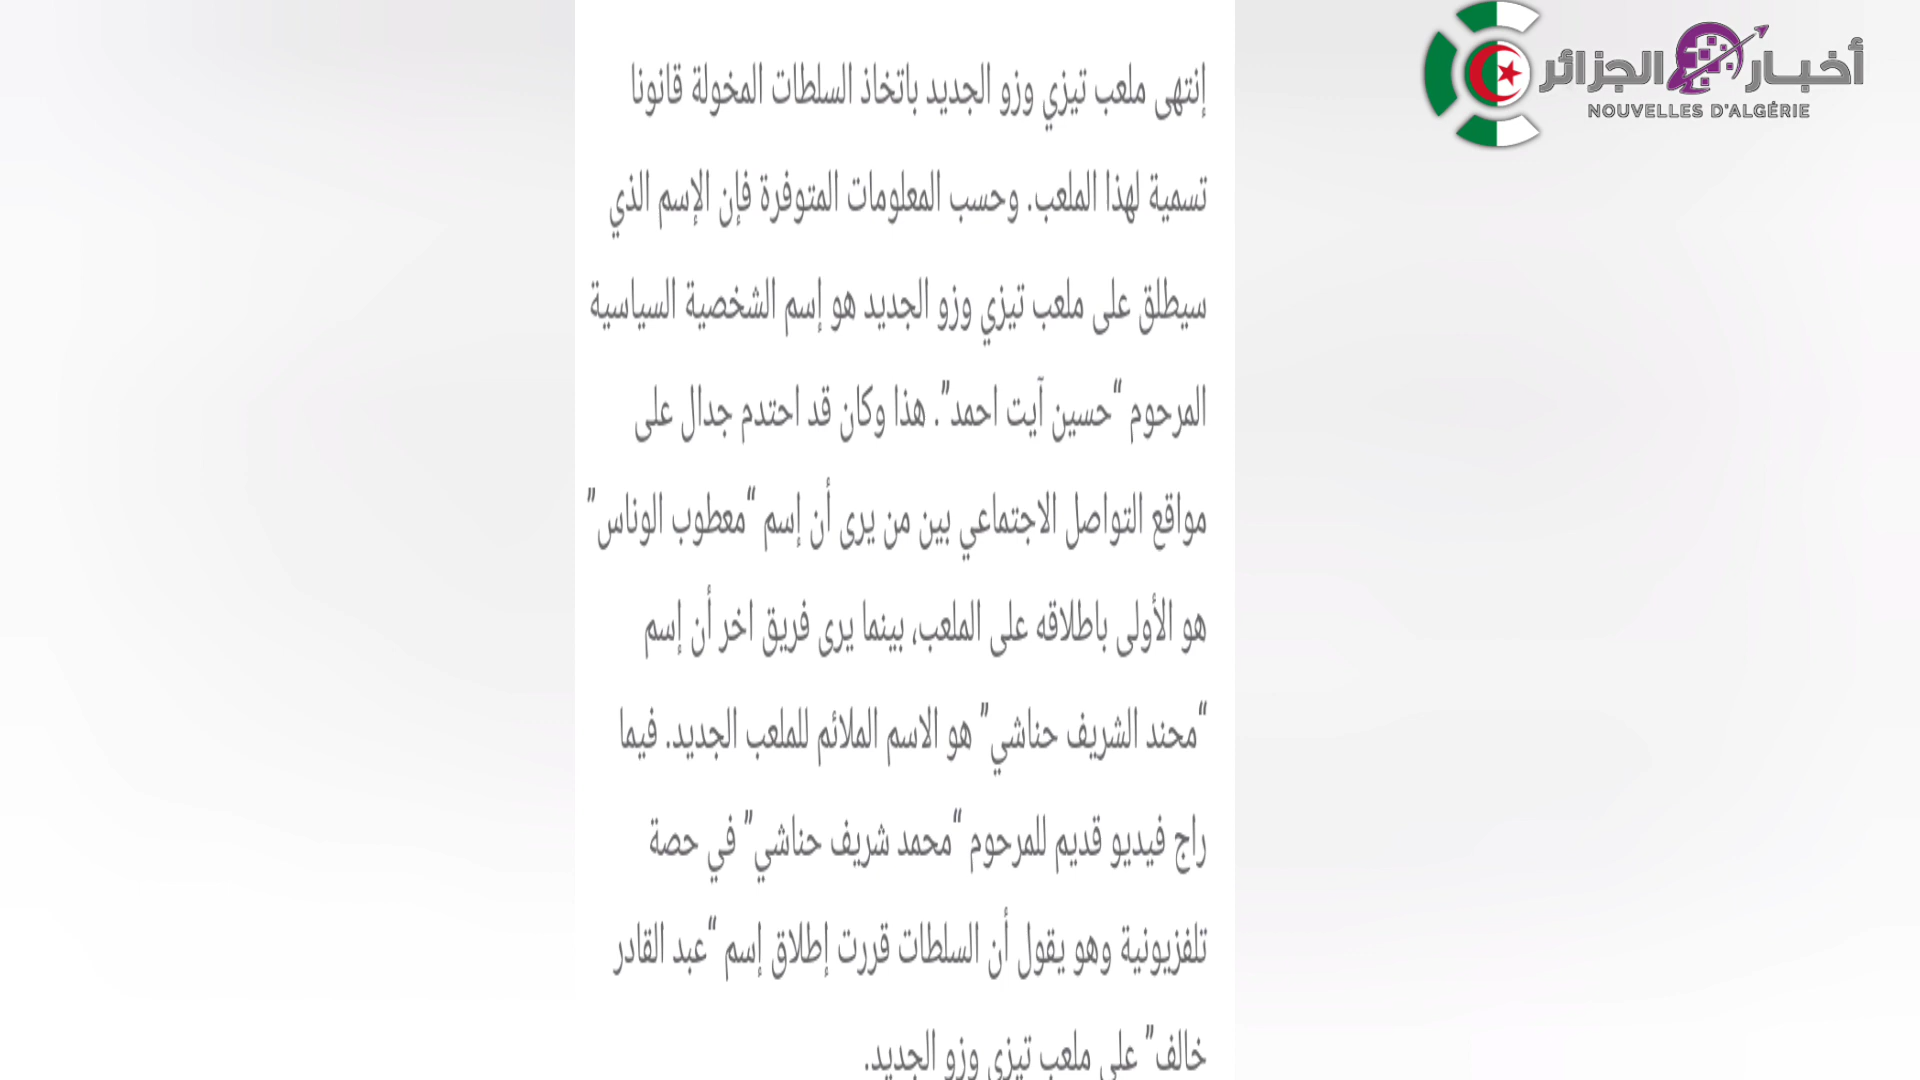 أخبـار الجزائر
NOUVELLES D'ALGÉRIE
إنتهى ملعب تيزي وزو الجديد باتخاذ السلطات المخولة قانونا
تسمية لهذا الملعب. وحسب المعلومات المتوفرة فإن الإسم الذي
سيطلق على ملعب تيزي وزو الجديد هو إسم الشخصية السياسية
المرحوم “حسين آيت احمد”. هذا وكان قد احتدم جدال على
مواقع التواصل الاجتماعي بين من يرى أن إسم “معطوب الوناس”
هو الأولى باطلاقه على الملعب، بينما يرى فريق اخر أن إسم
“محند الشريف حناشي” هو الاسم الملائم للملعب الجديد. فيما
راج فيديو قديم للمرحوم “محمد شريف حناشي” في حصة
تلفزيونية وهو يقول أن السلطات قررت إطلاق إسم “عبد القادر
خالف” على ملعب تيزي وزو الجديد.